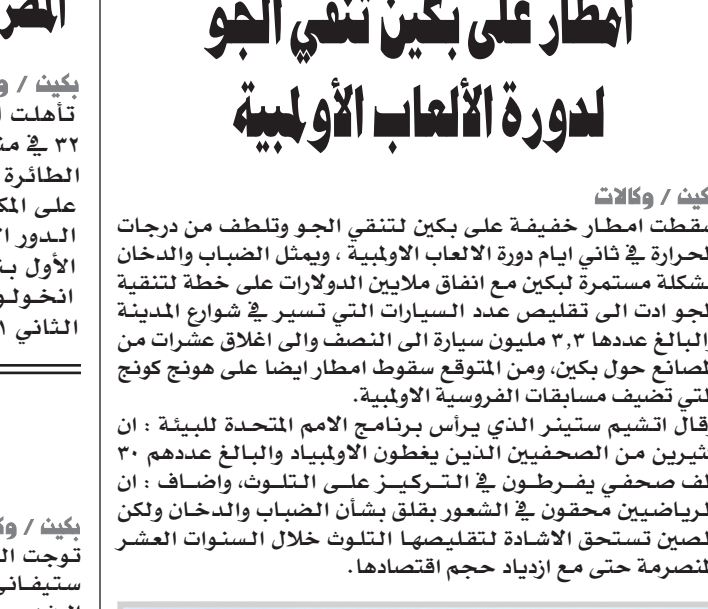 امطار على بكين تنقي الجو
لدورة الألعاب الأولمبية
بكين / وكالات
سقطت امطار خفيفة على بكين لتنقي الجو وتلطف من درجات
الحرارة في ثاني ايام دورة الالعاب الاولمبية ، ويمثل الضباب والدخان
مشكلة مستمرة لبكين مع انفاق ملايين الدولارات على خطة لتنقية
الجو ادت الى تقليص عدد السيارات التي تسير في شوارع المدينة
والبالغ عددها ٣,٣ مليون سيارة الى النصف والى اغلاق عشرات من
المصانع حول بكين، ومن المتوقع سقوط امطار ايضا على هونج كونج
التي تضيف مسابقات الفروسية الاولمبية.
وقال اتشيم ستينر الذي يرأس برنامج الامم المتحدة للبيئة : ان
كثيرين من الصحفيين الذين يغطون الاولمبياد والبالغ عددهم ٣٠
الف صحفي يفرطون في التركيز على التلوث، واضاف : ان
الرياضيين محقون في الشعور بقلق بشأن الضباب والدخان ولكن
الصين تستحق الاشادة لتقليصها التلوث خلال السنوات العشر
المنصرمة حتى مع ازدياد حجم اقتصادها.
بكين /
تأهلت
٣٢ في
الطائرة
على
الدور
الأول
الثاني
بكين /
توجت